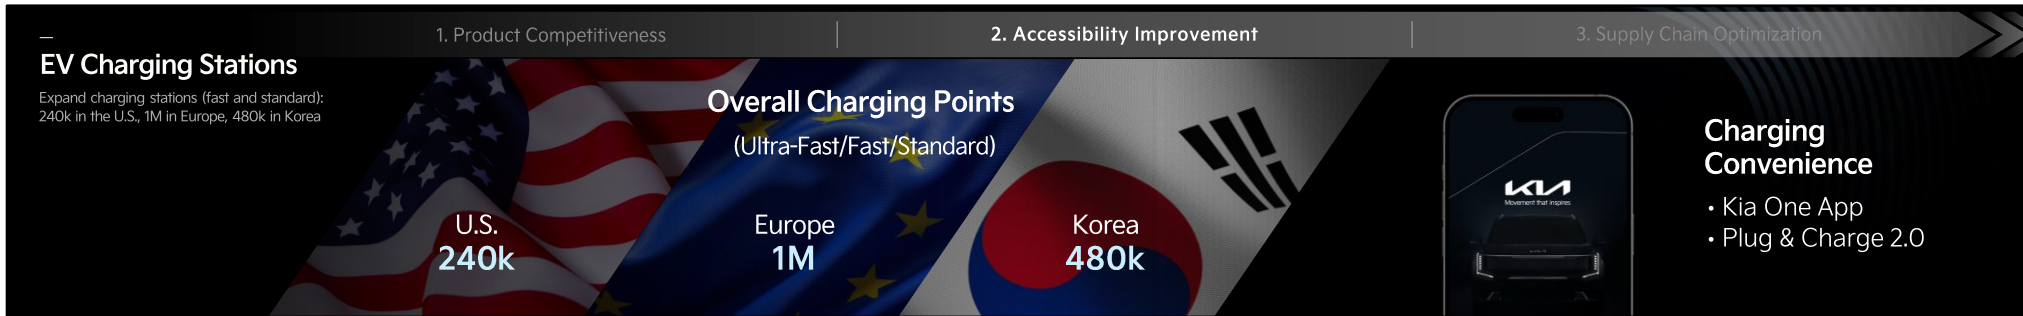 1. Product Competitiveness
2. Accessibility Improvement
3. Supply Chain Optimization
EV Charging Stations
Expand charging stations (fast and standard):
240k in the U.S., 1M in Europe, 480k in Korea
Overall Charging Points
(Ultra-Fast/Fast/Standard)
U.S.
240k
Europe
1M
Korea
480k
KIA
Movement that inspires
Charging
Convenience
• Kia One App
• Plug & Charge 2.0